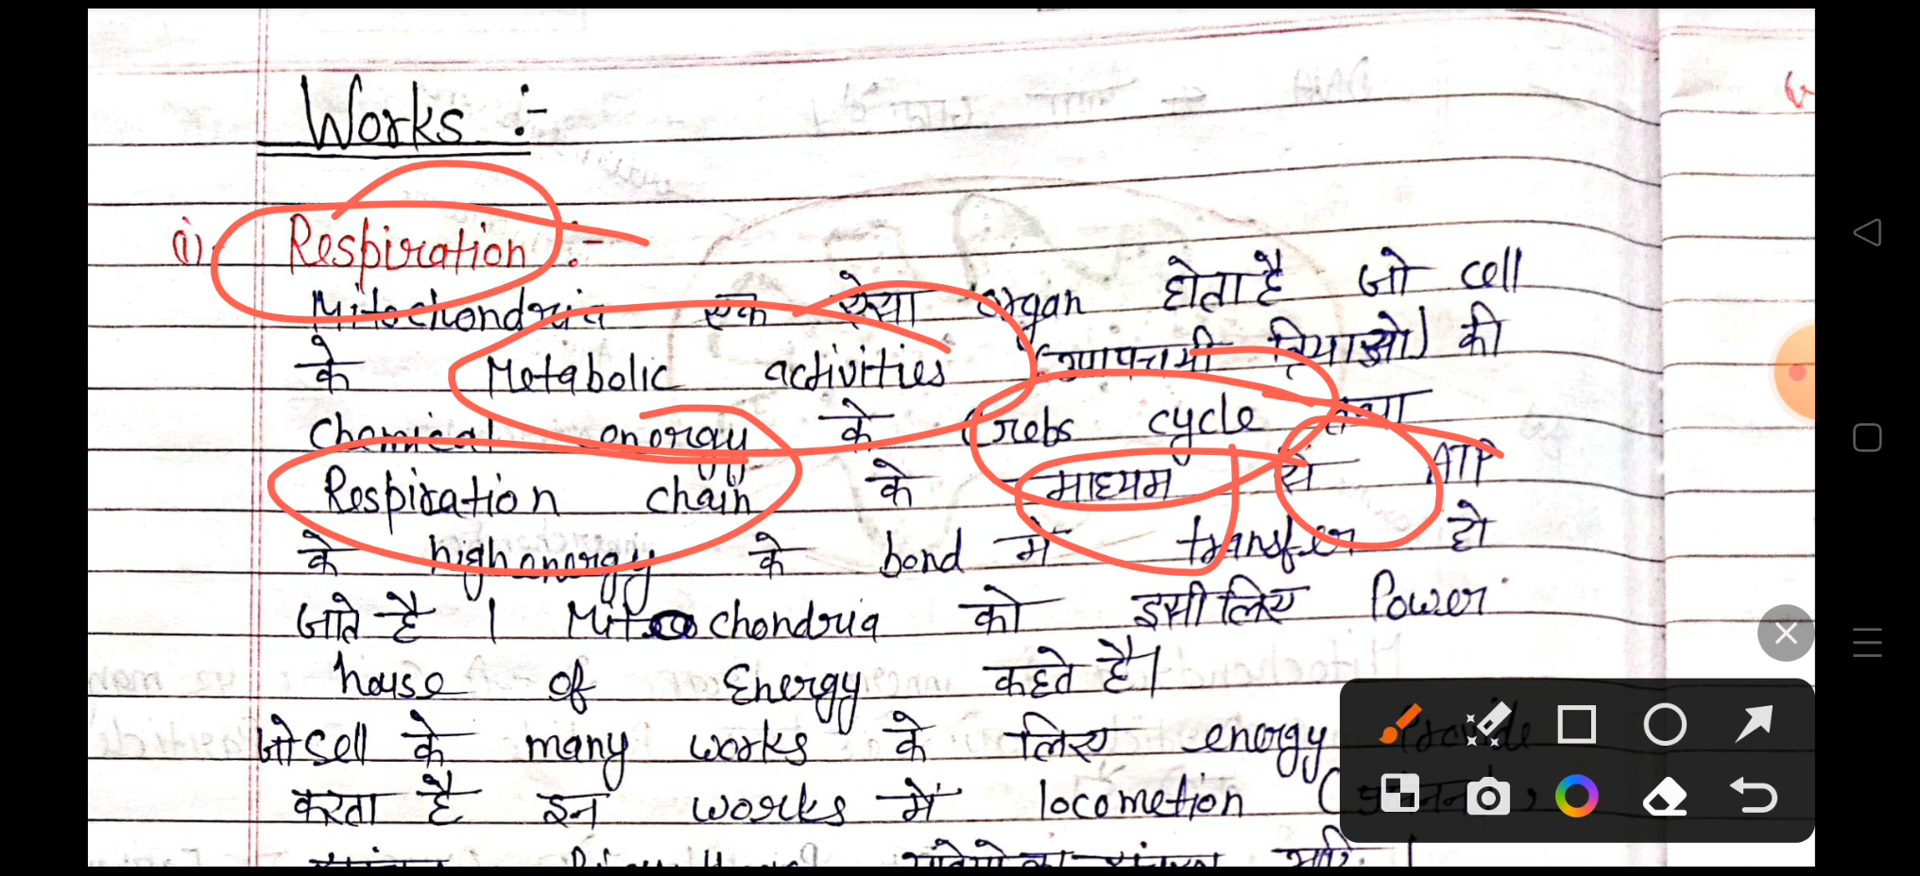 Works :-
(i) Respiration :-
Mitochondria एक ऐसा organ होता है जो cell
के Metabolic activities (उपापचयी क्रियाओ) की
Chemical energy के Crebs cycle तथा
Respiration chain के माध्यम से ATP
के high energy के bond में transfer हो
जाते है । Mitochondria को इसीलिए Power
house of Energy कहते है।
जो cell के many works के लिए energy Provide
करता है इन works में locomotion